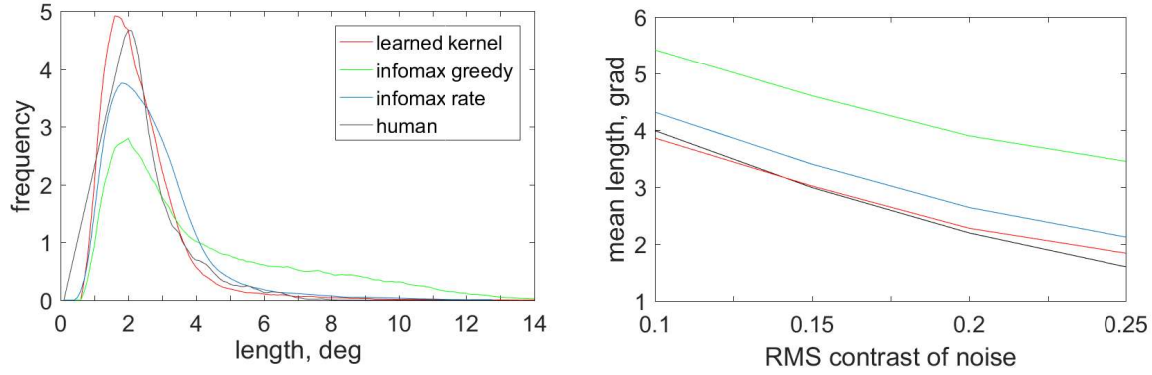 5
4
3
2
1
0
frequency
0 2 4 6 8 10 12 14
length, deg
learned kernel
infomax greedy
infomax rate
human
6
5
4
3
2
1
mean length, grad
0.1 0.15 0.2 0.25
RMS contrast of noise